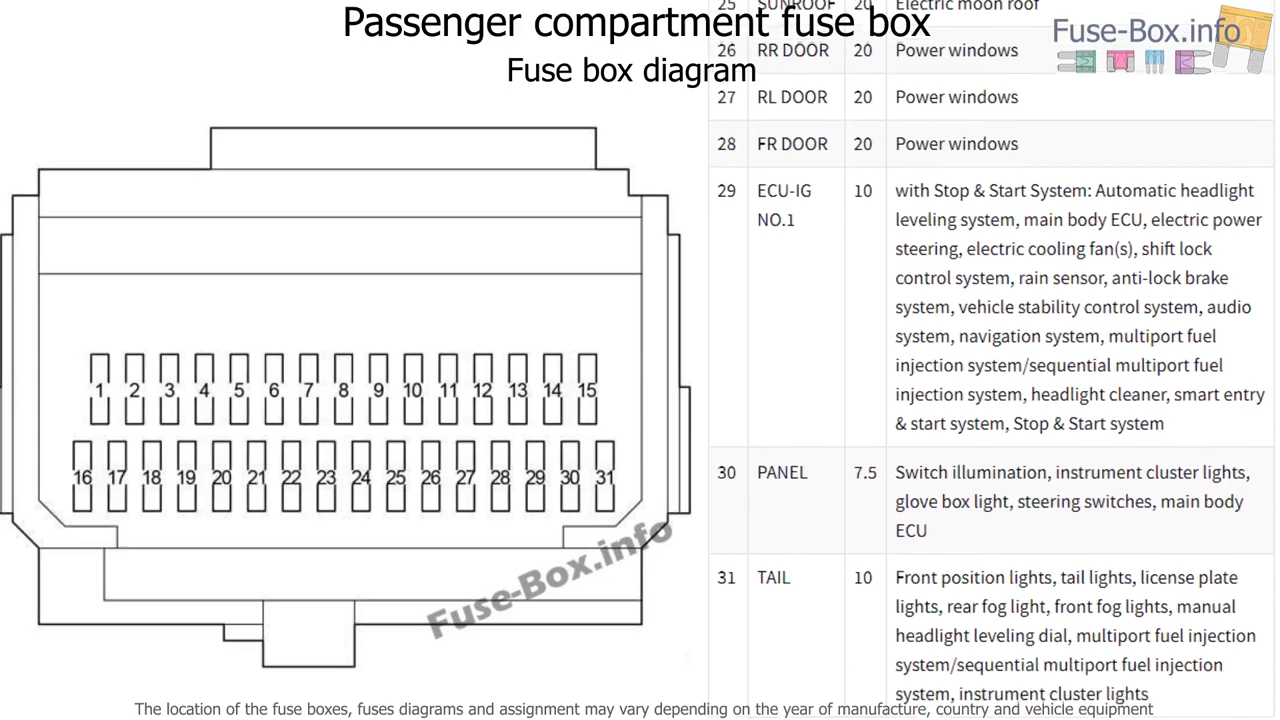 Passenger compartment fuse box
Fuse box diagram
Fuse-Box.info
25 SUNROOF 20 Electric moon roof
26 RR DOOR 20 Power windows
27 RL DOOR 20 Power windows
28 FR DOOR 20 Power windows
29 ECU-IG 10 with Stop & Start System: Automatic headlight
NO.1 leveling system, main body ECU, electric power
steering, electric cooling fan(s), shift lock
control system, rain sensor, anti-lock brake
system, vehicle stability control system, audio
system, navigation system, multiport fuel
injection system/sequential multiport fuel
injection system, headlight cleaner, smart entry
& start system, Stop & Start system
30 PANEL 7.5 Switch illumination, instrument cluster lights,
glove box light, steering switches, main body
ECU
31 TAIL 10 Front position lights, tail lights, license plate
lights, rear fog light, front fog lights, manual
headlight leveling dial, multiport fuel injection
system/sequential multiport fuel injection
system, instrument cluster lights
1 2 3 4 5 6 7 8 9 10 11 12 13 14 15
16 17 18 19 20 21 22 23 24 25 26 27 28 29 30 31
Fuse-Box.info
The location of the fuse boxes, fuses diagrams and assignment may vary depending on the year of manufacture, country and vehicle equipment